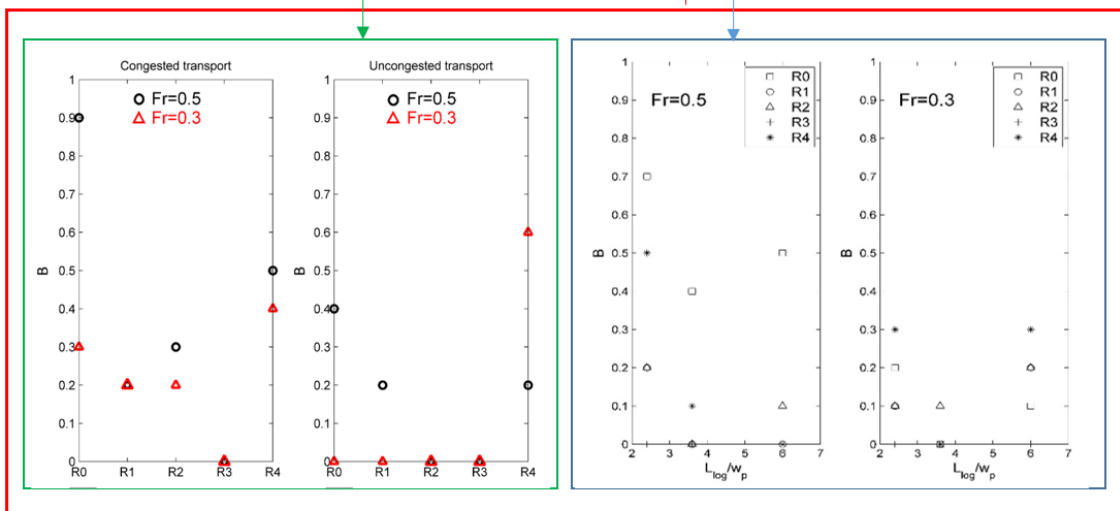 Congested transport
Uncongested transport
1
0.9
0.8
0.7
0.6
0.5
0.4
0.3
0.2
0.1
0
B
Fr=0.5
Fr=0.3
R0
R1
R2
R3
R4
1
0.9
0.8
0.7
0.6
0.5
0.4
0.3
0.2
0.1
0
B
Fr=0.5
Fr=0.3
R0
R1
R2
R3
R4
1
0.9
0.8
0.7
0.6
0.5
0.4
0.3
0.2
0.1
0
B
Fr=0.5
R0
R1
R2
R3
R4
2
3
4
5
6
7
L_log/w_p
1
0.9
0.8
0.7
0.6
0.5
0.4
0.3
0.2
0.1
0
B
Fr=0.3
R0
R1
R2
R3
R4
2
3
4
5
6
7
L_log/w_p